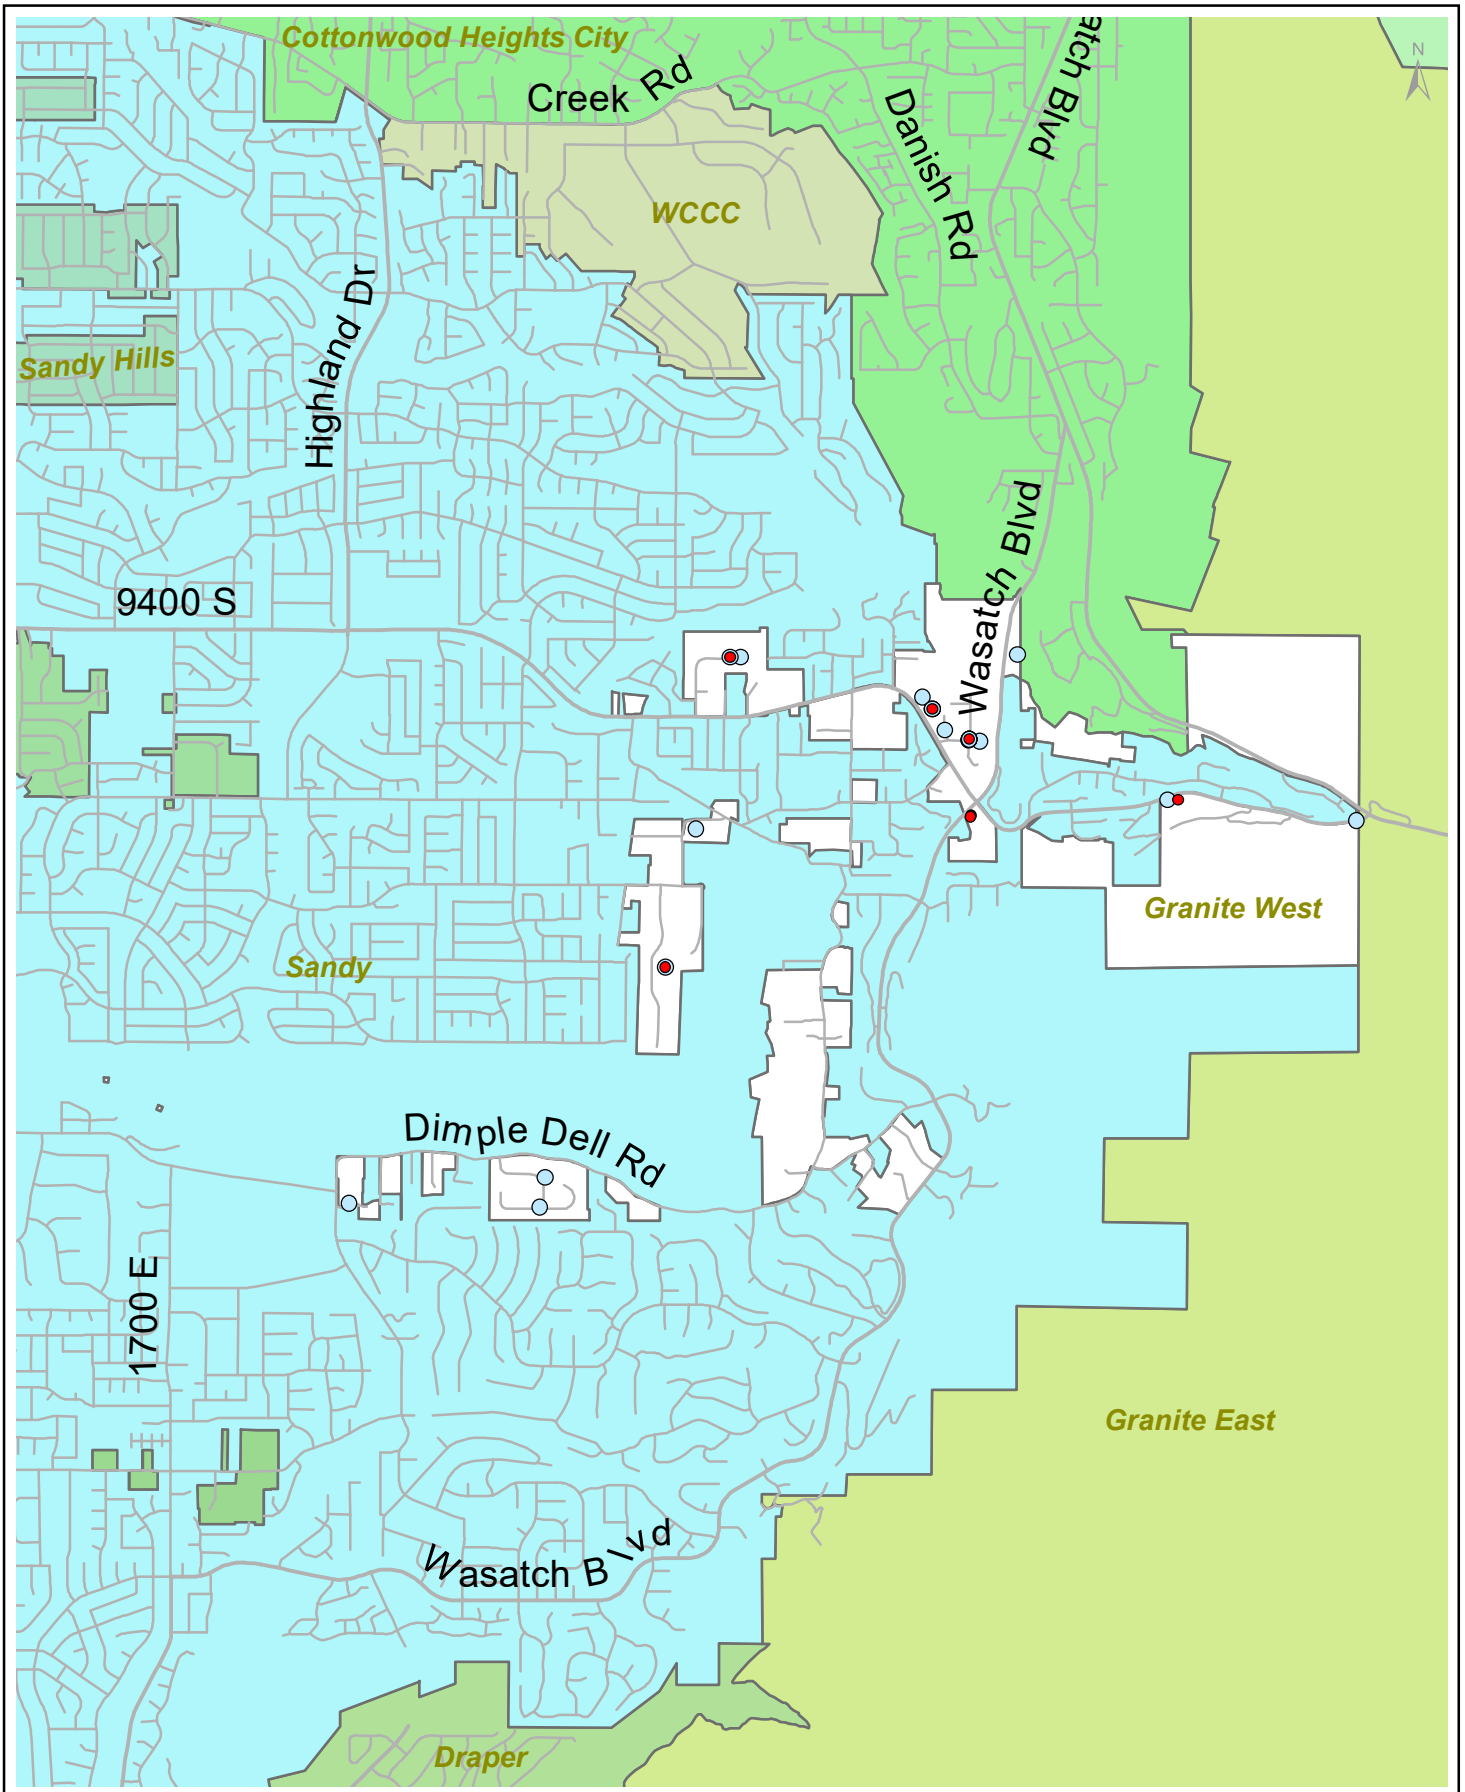 Cottonwood Heights City
atch Blvd
N
Creek Rd
Danish Rd
WCCC
Highland Dr
Sandy Hills
Wasatch Blvd
9400 S
Granite West
Sandy
Dimple Dell Rd
1700 E
Granite East
Wasatch Blvd
Draper